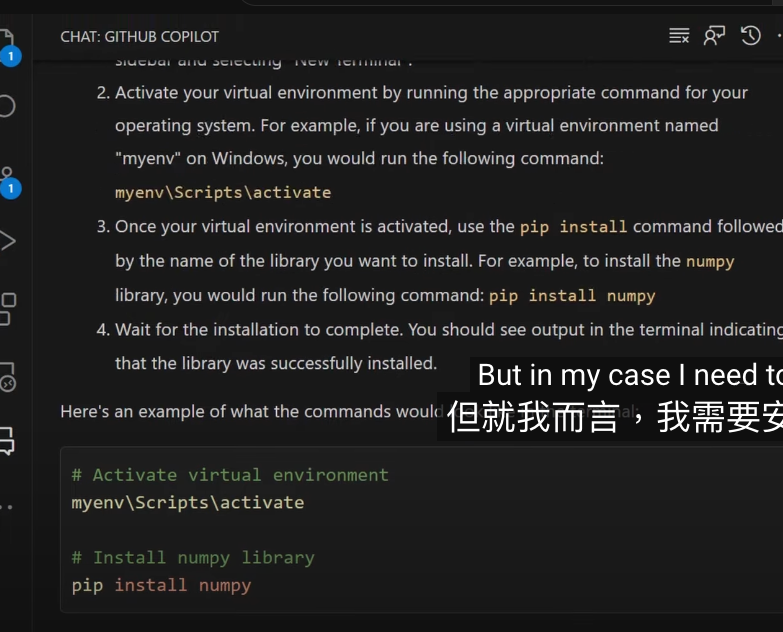 CHAT: GITHUB COPILOT
1
sidebar and selecting "New Terminal".
2. Activate your virtual environment by running the appropriate command for your
operating system. For example, if you are using a virtual environment named
"myenv" on Windows, you would run the following command:
myenv\Scripts\activate
1
3. Once your virtual environment is activated, use the pip install command followed
by the name of the library you want to install. For example, to install the numpy
library, you would run the following command: pip install numpy
4. Wait for the installation to complete. You should see output in the terminal indicating
that the library was successfully installed.
But in my case I need to
Here's an example of what the commands would
但就我而言，我需要安
# Activate virtual environment
myenv\Scripts\activate
# Install numpy library
pip install numpy